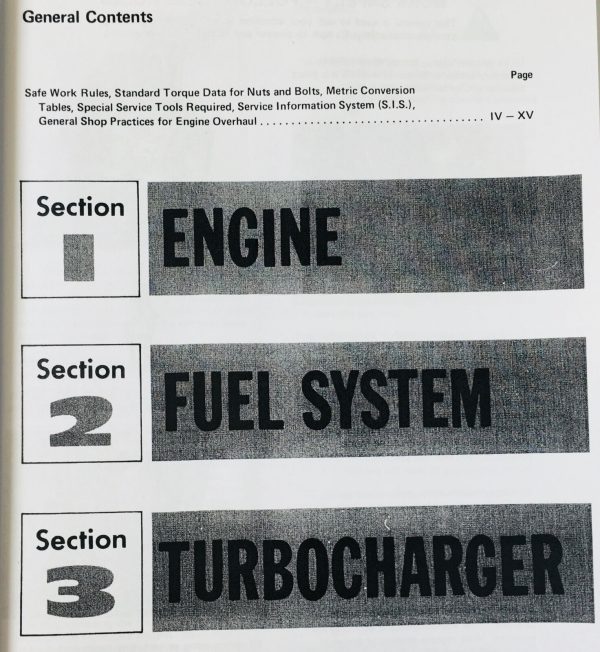 General Contents
Page
Safe Work Rules, Standard Torque Data for Nuts and Bolts, Metric Conversion
Tables, Special Service Tools Required, Service Information System (S.I.S.),
General Shop Practices for Engine Overhaul . . . . . . . . . . . . . . . . . . . . . . . . . . . . . . . . . . IV – XV
Section
1
ENGINE
Section
2
FUEL SYSTEM
Section
3
TURBOCHARGER